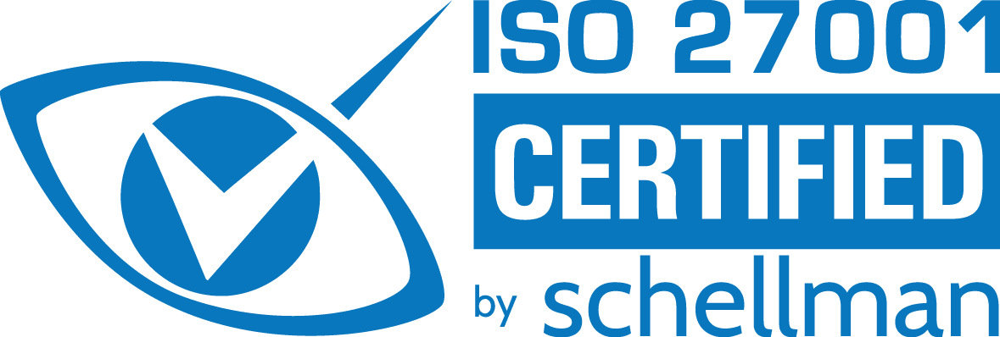 ISO 27001
CERTIFIED
by schellman